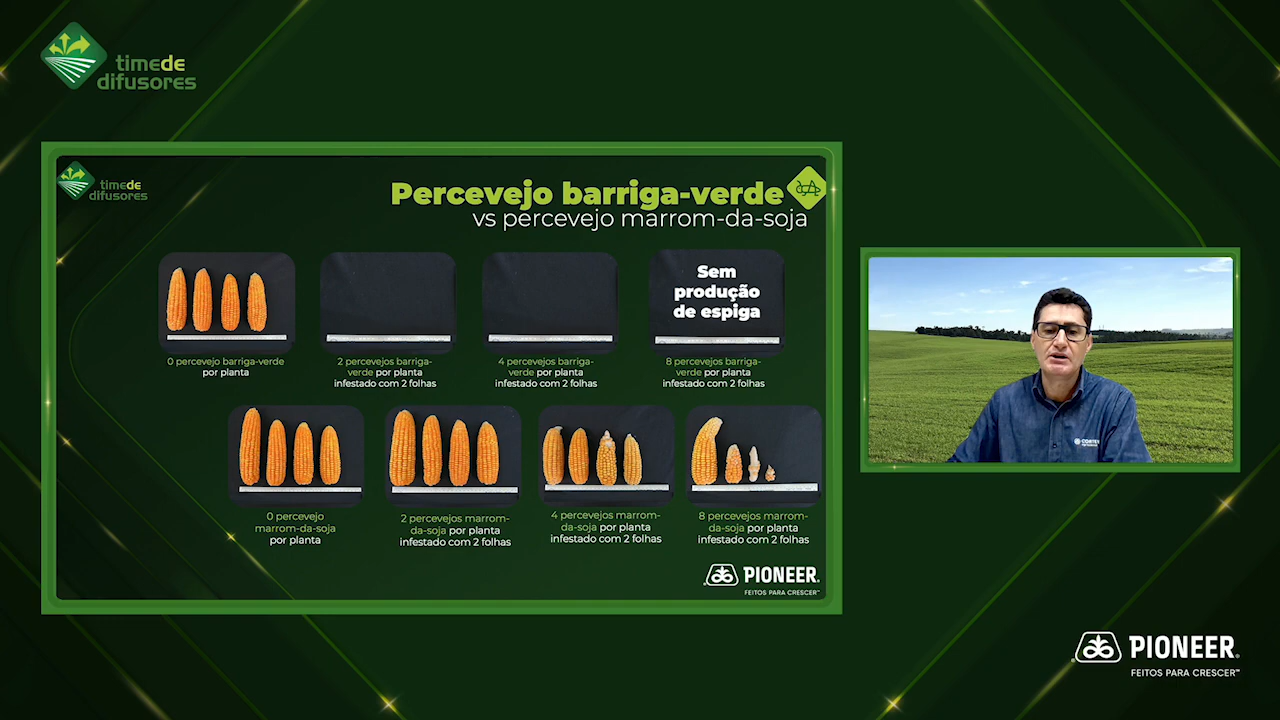 timede
difusores
timede
difusores
Percevejo barriga-verde
vs percevejo marrom-da-soja
Sem
produção
de espiga
0 percevejo barriga-verde
por planta
2 percevejos barriga-
verde por planta
infestado com 2 folhas
4 percevejos barriga-
verde por planta
infestado com 2 folhas
8 percevejos barriga-
verde por planta
infestado com 2 folhas
0 percevejo
marrom-da-soja
por planta
2 percevejos marrom-
da-soja por planta
infestado com 2 folhas
4 percevejos marrom-
da-soja por planta
infestado com 2 folhas
8 percevejos marrom-
da-soja por planta
infestado com 2 folhas
PIONEER.
FEITOS PARA CRESCER™
PIONEER.
FEITOS PARA CRESCER™